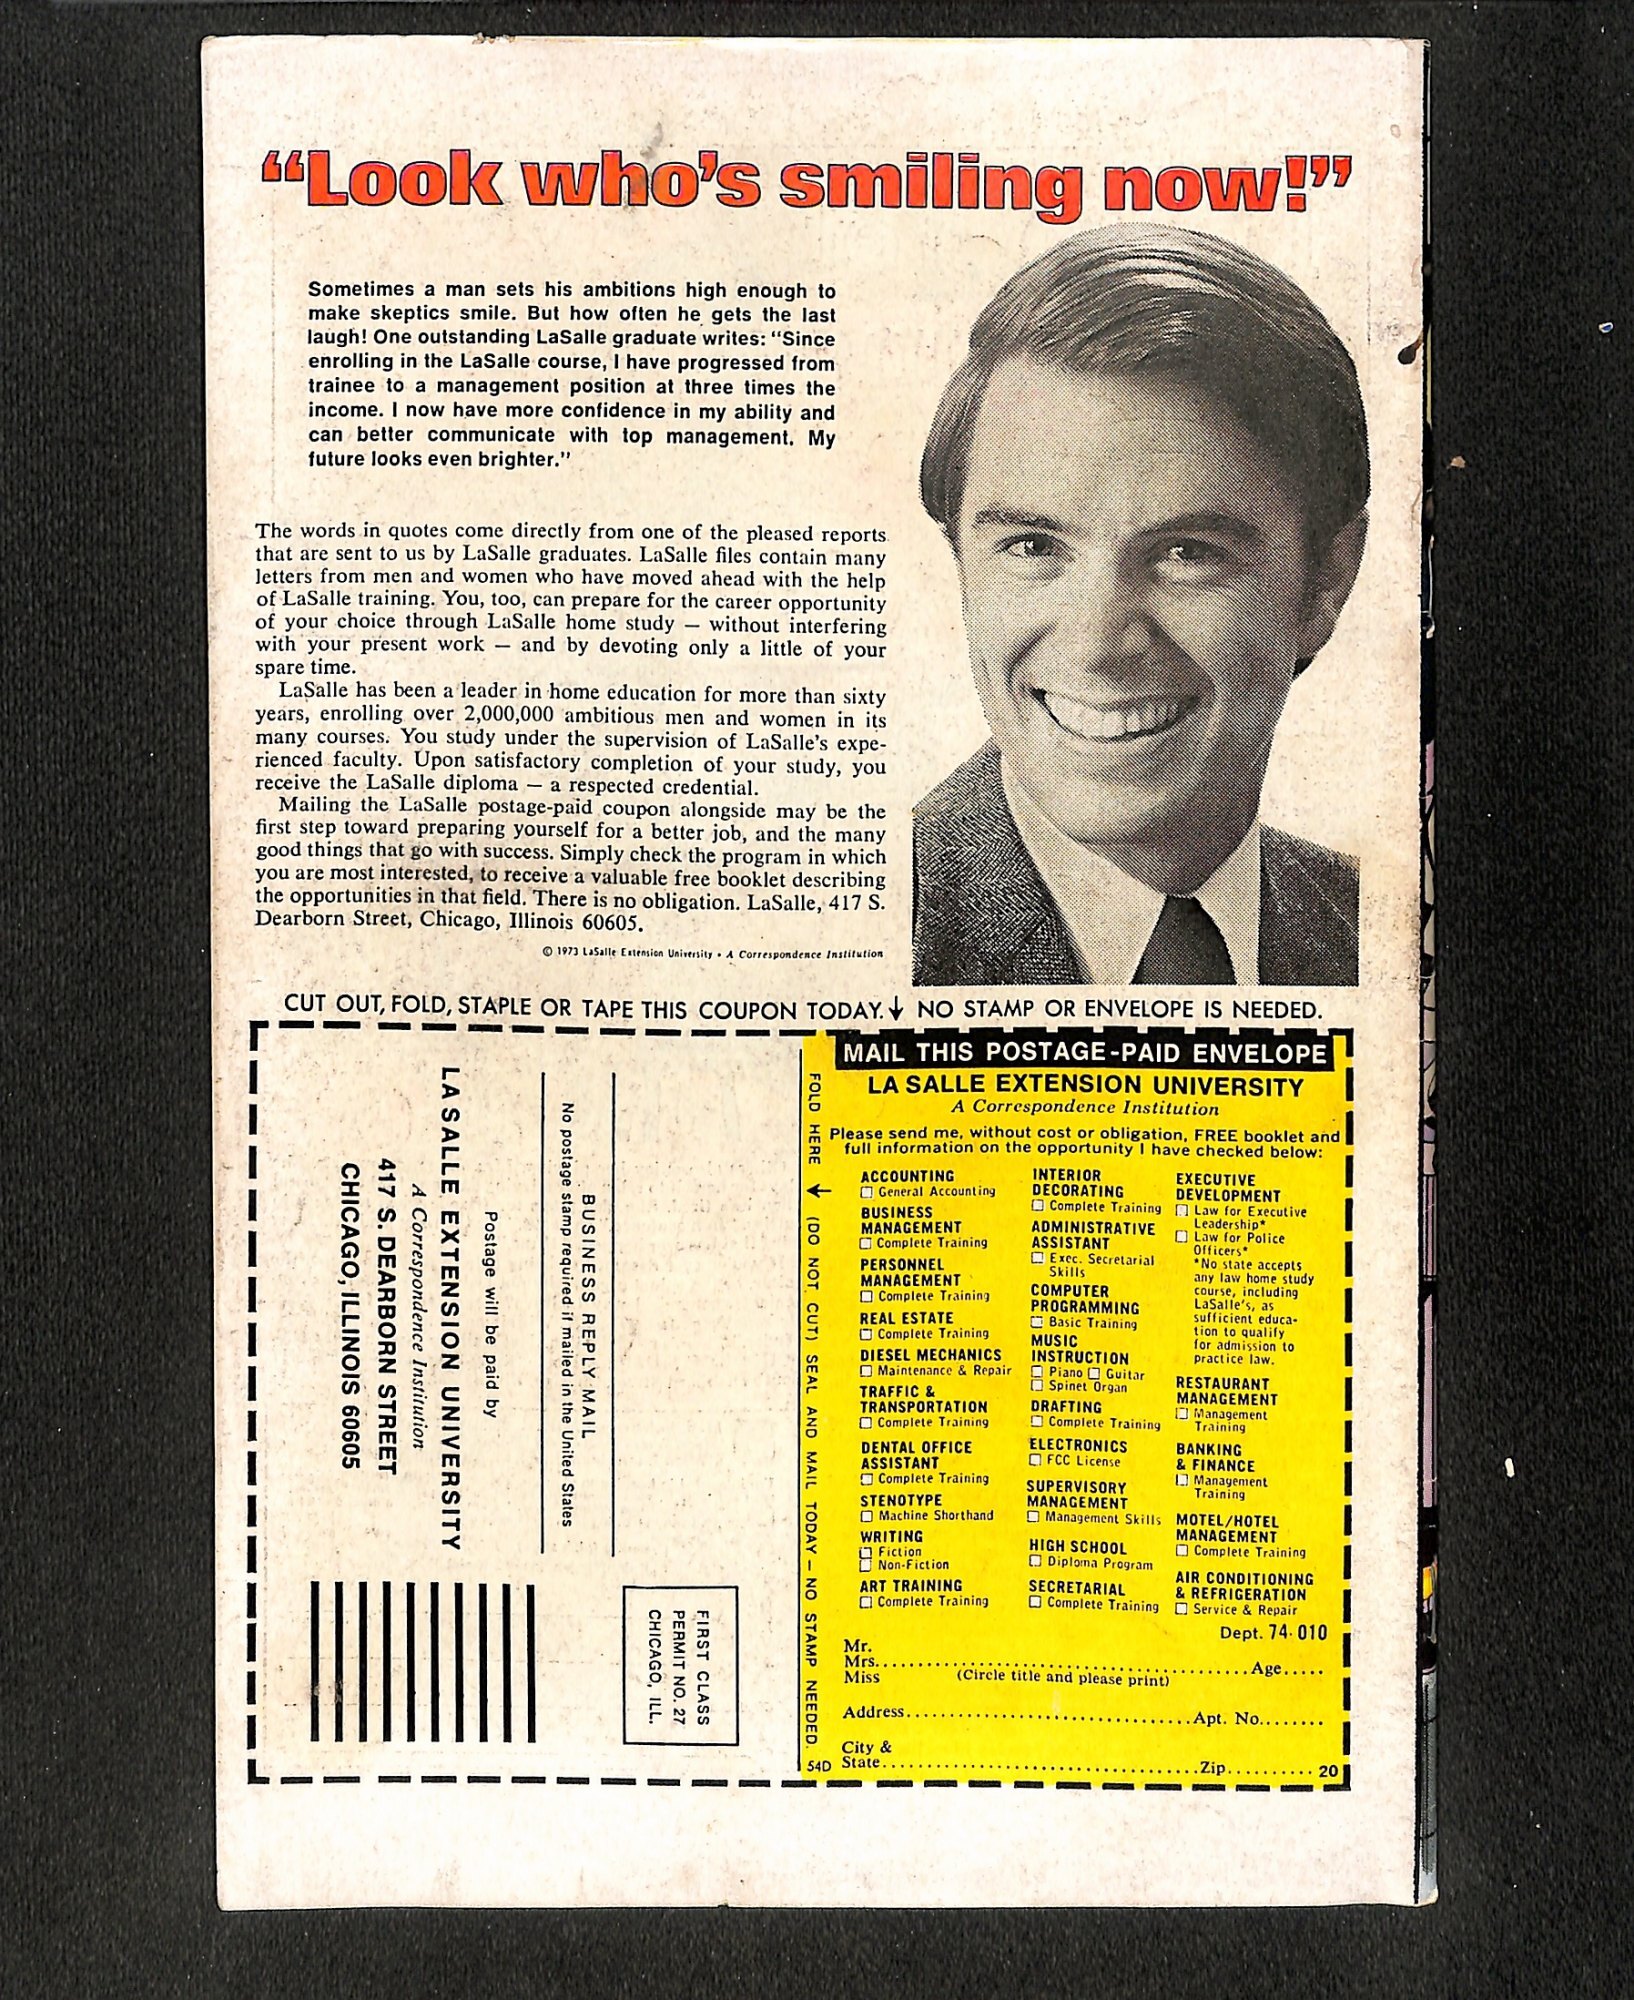 “Look who’s smiling now!”
Sometimes a man sets his ambitions high enough to
make skeptics smile. But how often he gets the last
laugh! One outstanding LaSalle graduate writes: “Since
enrolling in the LaSalle course, I have progressed from
trainee to a management position at three times the
income. I now have more confidence in my ability and
can better communicate with top management. My
future looks even brighter.”
The words in quotes come directly from one of the pleased reports
that are sent to us by LaSalle graduates. LaSalle files contain many
letters from men and women who have moved ahead with the help
of LaSalle training. You, too, can prepare for the career opportunity
of your choice through LaSalle home study — without interfering
with your present work — and by devoting only a little of your
spare time.
LaSalle has been a leader in home education for more than sixty
years, enrolling over 2,000,000 ambitious men and women in its
many courses. You study under the supervision of LaSalle’s expe-
rienced faculty. Upon satisfactory completion of your study, you
receive the LaSalle diploma — a respected credential.
Mailing the LaSalle postage-paid coupon alongside may be the
first step toward preparing yourself for a better job, and the many
good things that go with success. Simply check the program in which
you are most interested, to receive a valuable free booklet describing
the opportunities in that field. There is no obligation. LaSalle, 417 S.
Dearborn Street, Chicago, Illinois 60605.
© 1973 LaSalle Extension University • A Correspondence Institution
CUT OUT, FOLD, STAPLE OR TAPE THIS COUPON TODAY.↓ NO STAMP OR ENVELOPE IS NEEDED.
FIRST CLASS
PERMIT NO. 27
CHICAGO, ILL.
BUSINESS REPLY MAIL
No postage stamp required if mailed in the United States
Postage will be paid by
LA SALLE EXTENSION UNIVERSITY
A Correspondence Institution
417 S. DEARBORN STREET
CHICAGO, ILLINOIS 60605
FOLD HERE ↓ (DO NOT CUT) SEAL AND MAIL TODAY – NO STAMP NEEDED.
54D
MAIL THIS POSTAGE-PAID ENVELOPE
LA SALLE EXTENSION UNIVERSITY
A Correspondence Institution
Please send me, without cost or obligation, FREE booklet and
full information on the opportunity I have checked below:
ACCOUNTING
☐ General Accounting
BUSINESS
MANAGEMENT
☐ Complete Training
PERSONNEL
MANAGEMENT
☐ Complete Training
REAL ESTATE
☐ Complete Training
DIESEL MECHANICS
☐ Maintenance & Repair
TRAFFIC &
TRANSPORTATION
☐ Complete Training
DENTAL OFFICE
ASSISTANT
☐ Complete Training
STENOTYPE
☐ Machine Shorthand
WRITING
☐ Fiction
☐ Non-Fiction
ART TRAINING
☐ Complete Training
INTERIOR
DECORATING
☐ Complete Training
ADMINISTRATIVE
ASSISTANT
☐ Exec. Secretarial
Skills
COMPUTER
PROGRAMMING
☐ Basic Training
MUSIC
INSTRUCTION
☐ Piano ☐ Guitar
☐ Spinet Organ
DRAFTING
☐ Complete Training
ELECTRONICS
☐ FCC License
SUPERVISORY
MANAGEMENT
☐ Management Skills
HIGH SCHOOL
☐ Diploma Program
SECRETARIAL
☐ Complete Training
EXECUTIVE
DEVELOPMENT
☐ Law for Executive
Leadership*
☐ Law for Police
Officers*
*No state accepts
any law home study
course, including
LaSalle’s, as
sufficient educa-
tion to qualify
for admission to
practice law.
RESTAURANT
MANAGEMENT
☐ Management
Training
BANKING
& FINANCE
☐ Management
Training
MOTEL/HOTEL
MANAGEMENT
☐ Complete Training
AIR CONDITIONING
& REFRIGERATION
☐ Service & Repair
Dept. 74-010
Mr.
Mrs. Age
Miss (Circle title and please print)
Address Apt. No.
City &
State Zip 20